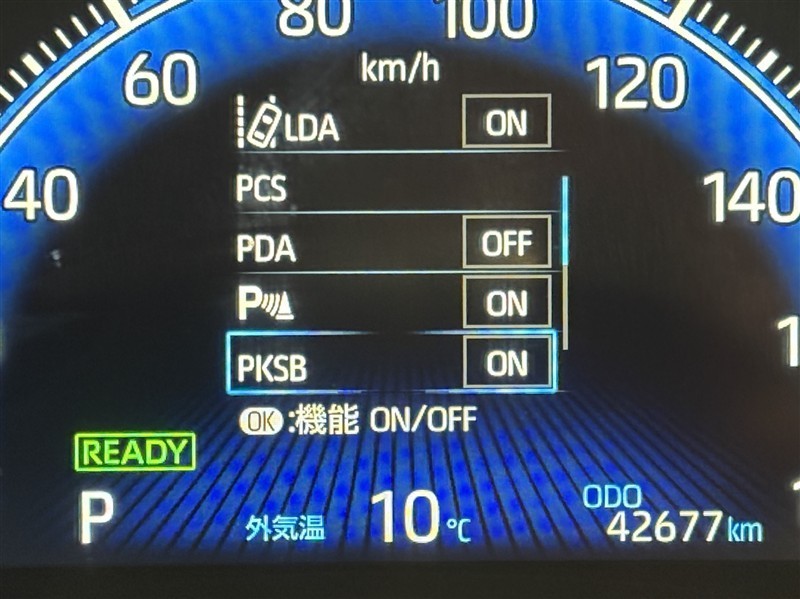 80 100
60 km/h 120
LDA ON
40 PCS 140
PDA OFF
P ON
PKSB ON
OK:機能 ON/OFF
READY
P 外気温 10℃ ODO 42677km